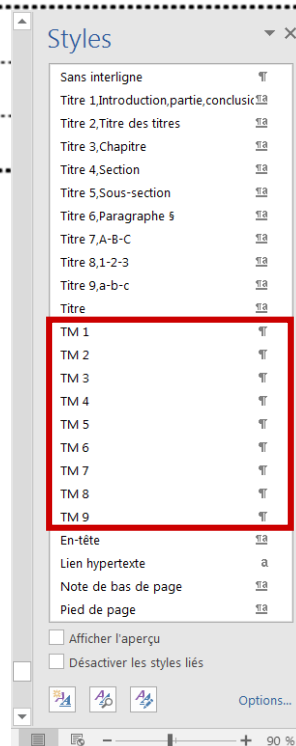 Styles
Sans interligne ¶
Titre 1,Introduction,partie,conclusic ¶a
Titre 2,Titre des titres ¶a
Titre 3,Chapitre ¶a
Titre 4,Section ¶a
Titre 5,Sous-section ¶a
Titre 6,Paragraphe § ¶a
Titre 7,A-B-C ¶a
Titre 8,1-2-3 ¶a
Titre 9,a-b-c ¶a
Titre ¶a
TM 1 ¶
TM 2 ¶
TM 3 ¶
TM 4 ¶
TM 5 ¶
TM 6 ¶
TM 7 ¶
TM 8 ¶
TM 9 ¶
En-tête ¶a
Lien hypertexte a
Note de bas de page ¶a
Pied de page ¶a
Afficher l'aperçu
Désactiver les styles liés
Options...
90 %